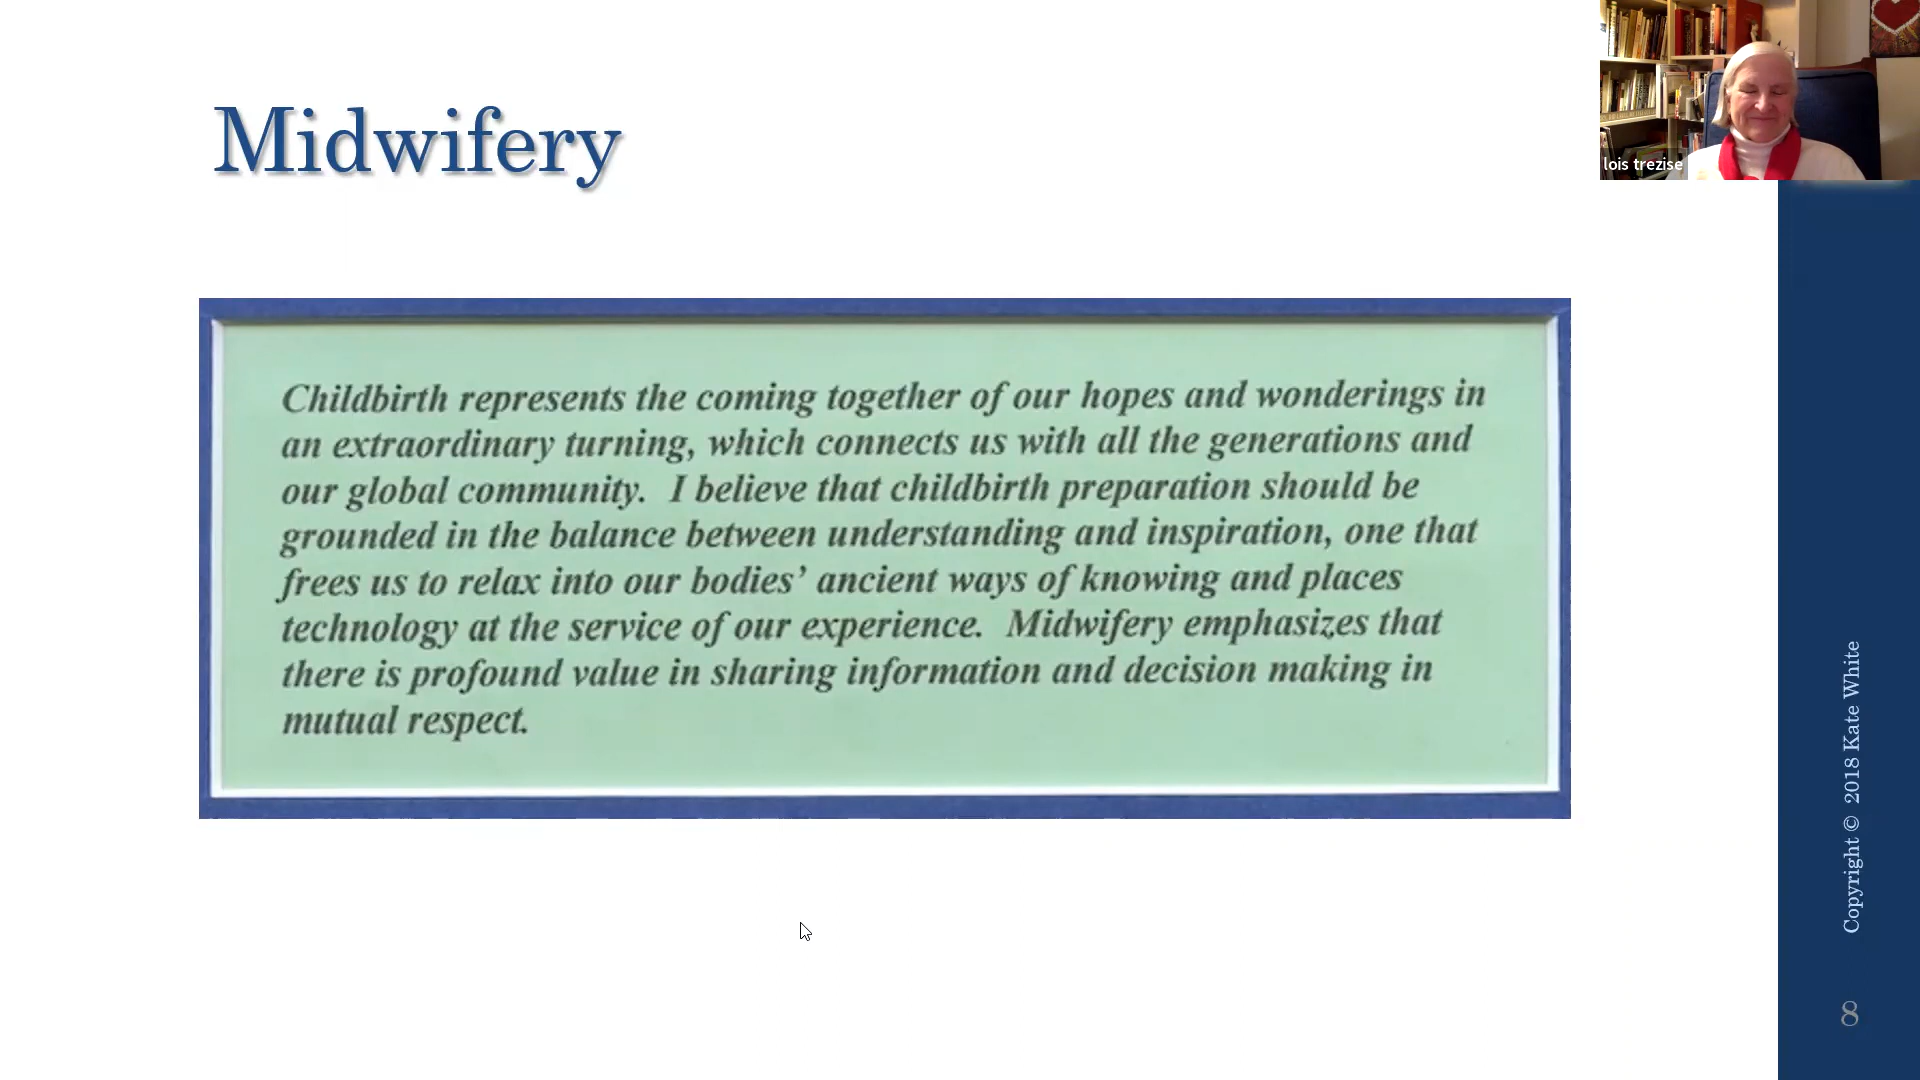 Midwifery
lois trezise
Childbirth represents the coming together of our hopes and wonderings in
an extraordinary turning, which connects us with all the generations and
our global community.  I believe that childbirth preparation should be
grounded in the balance between understanding and inspiration, one that
frees us to relax into our bodies’ ancient ways of knowing and places
technology at the service of our experience.  Midwifery emphasizes that
there is profound value in sharing information and decision making in
mutual respect.
Copyright © 2018 Kate White
8